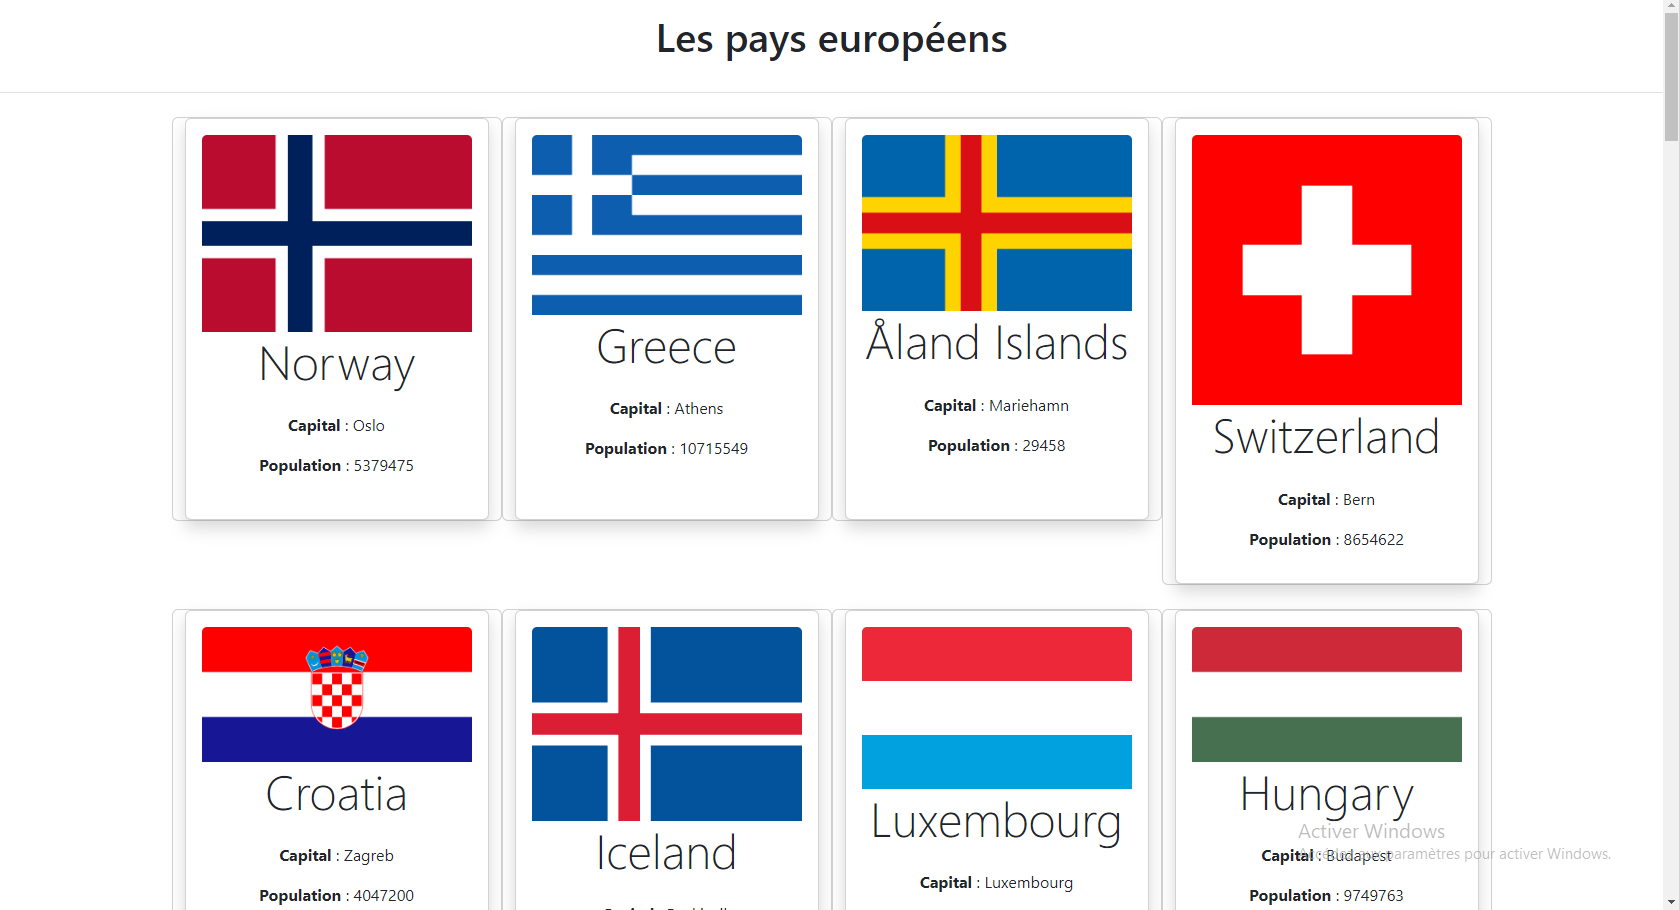 Les pays européens
Norway
Capital : Oslo
Population : 5379475
Greece
Capital : Athens
Population : 10715549
Åland Islands
Capital : Mariehamn
Population : 29458
Switzerland
Capital : Bern
Population : 8654622
Croatia
Capital : Zagreb
Population : 4047200
Iceland
Luxembourg
Capital : Luxembourg
Hungary
Capital : Budapest
Population : 9749763
Activer Windows
Accédez aux paramètres pour activer Windows.